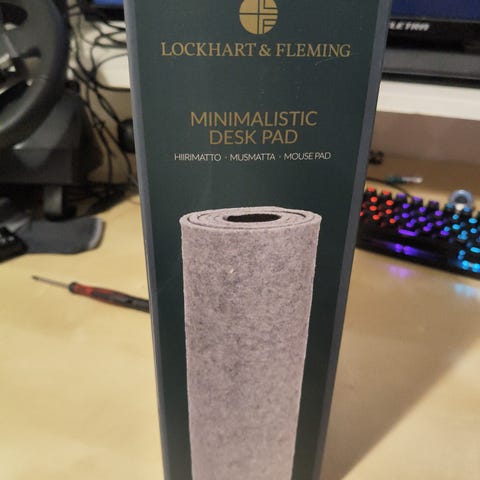 LOCKHART & FLEMING
MINIMALISTIC
DESK PAD
HIIRIMATTO · MUSMATTA · MOUSE PAD